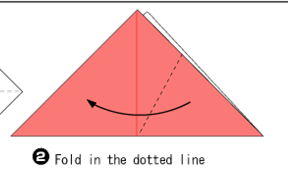 ❷ Fold in the dotted line